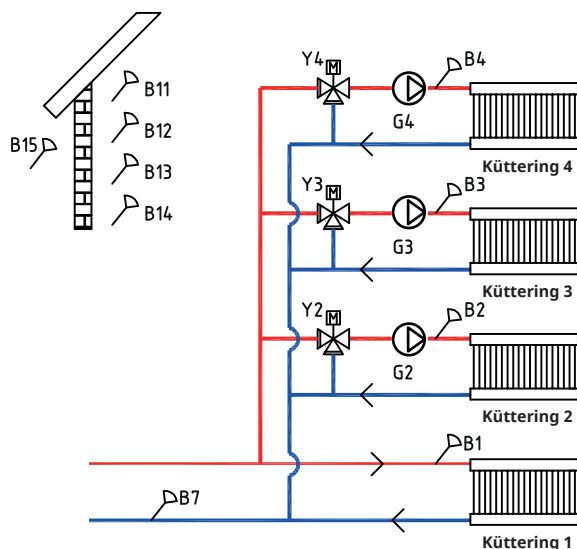 Y4
M
B4
B11
G4
B12
B15
B13
Küttering 4
B14
Y3
M
B3
G3
Küttering 3
Y2
M
B2
G2
Küttering 2
B1
B7
Küttering 1